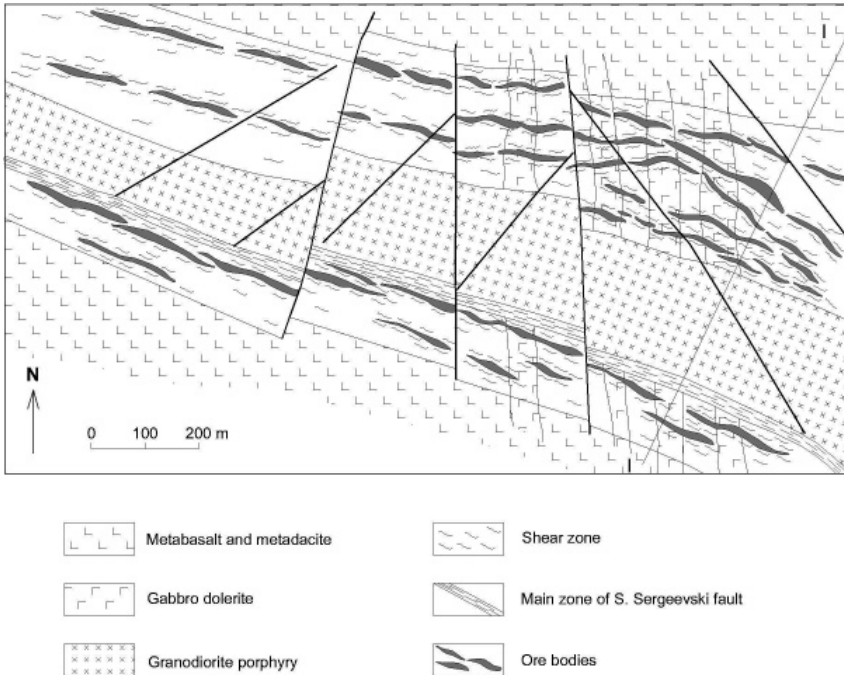 I
N
0 100 200 m
I
Metabasalt and metadacite
Shear zone
Gabbro dolerite
Main zone of S. Sergeevski fault
Granodiorite porphyry
Ore bodies